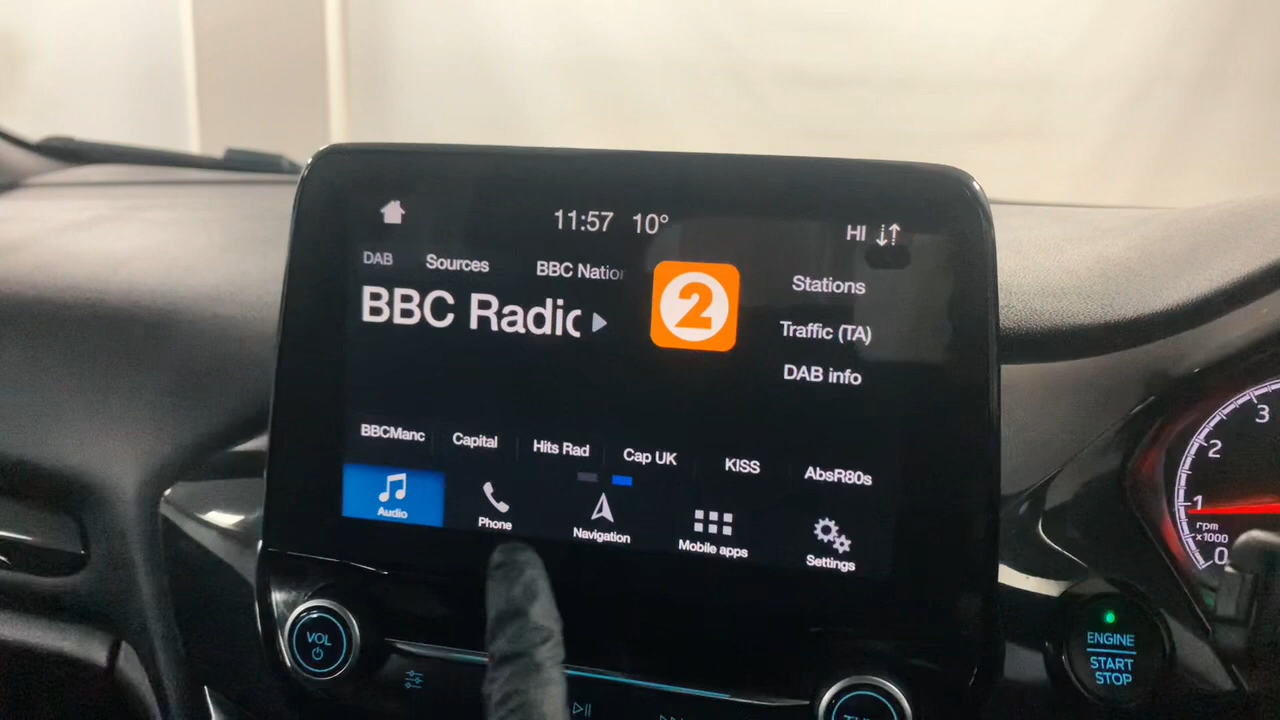 11:57 10° HI
DAB Sources BBC Natio
BBC Radi
2
Stations
Traffic (TA)
DAB info
BBCManc Capital Hits Rad Cap UK KISS AbsR80s
Audio Phone Navigation Mobile apps Settings
VOL
ENGINE
START
STOP
3
2
1
rpm
x1000
0